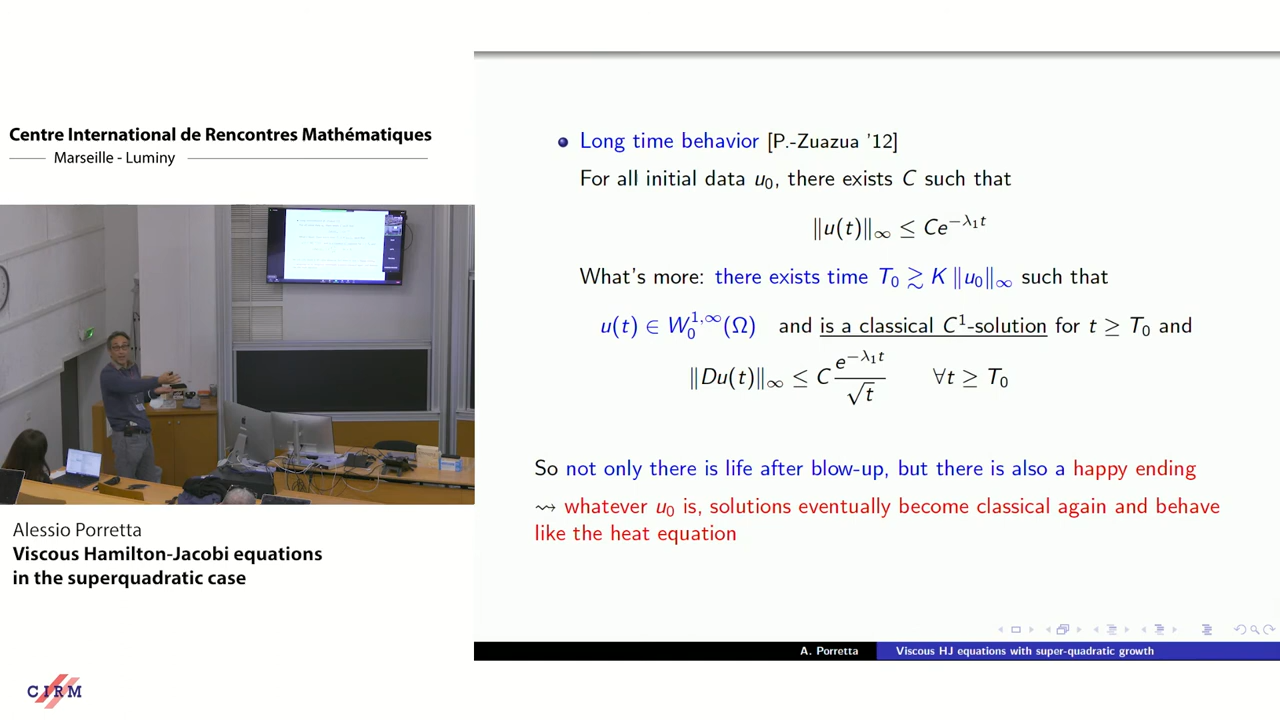 Centre International de Rencontres Mathématiques
Marseille - Luminy
• Long time behavior [P.-Zuazua '12]
For all initial data u₀, there exists C such that
‖u(t)‖∞ ≤ Ce^{−λ₁t}
What's more: there exists time T₀ ≳ K ‖u₀‖∞ such that
u(t) ∈ W₀^{1,∞}(Ω) and is a classical C¹-solution for t ≥ T₀ and
‖Du(t)‖∞ ≤ C e^{−λ₁t}/√t ∀t ≥ T₀
So not only there is life after blow-up, but there is also a happy ending
⇝ whatever u₀ is, solutions eventually become classical again and behave
like the heat equation
A. Porretta
Viscous HJ equations with super-quadratic growth
Alessio Porretta
Viscous Hamilton-Jacobi equations
in the superquadratic case
CIRM